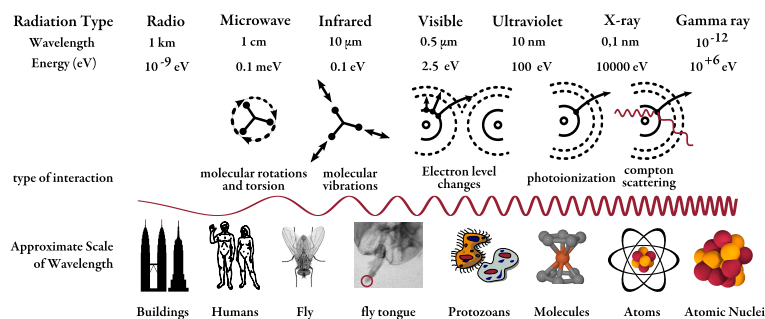 Radiation Type Radio Microwave Infrared Visible Ultraviolet X-ray Gamma ray
Wavelength 1 km 1 cm 10 µm 0.5 µm 10 nm 0,1 nm 10-12
Energy (eV) 10-9 eV 0.1 meV 0.1 eV 2.5 eV 100 eV 10000 eV 10+6 eV
type of interaction molecular rotations and torsion molecular vibrations Electron level changes photoionization compton scattering
Approximate Scale
of Wavelength
Buildings Humans Fly fly tongue Protozoans Molecules Atoms Atomic Nuclei